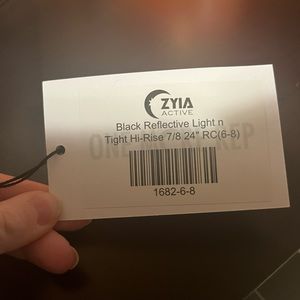 ZYIA
ACTIVE
Black Reflective Light n
Tight Hi-Rise 7/8 24" RC(6-8)
1682-6-8